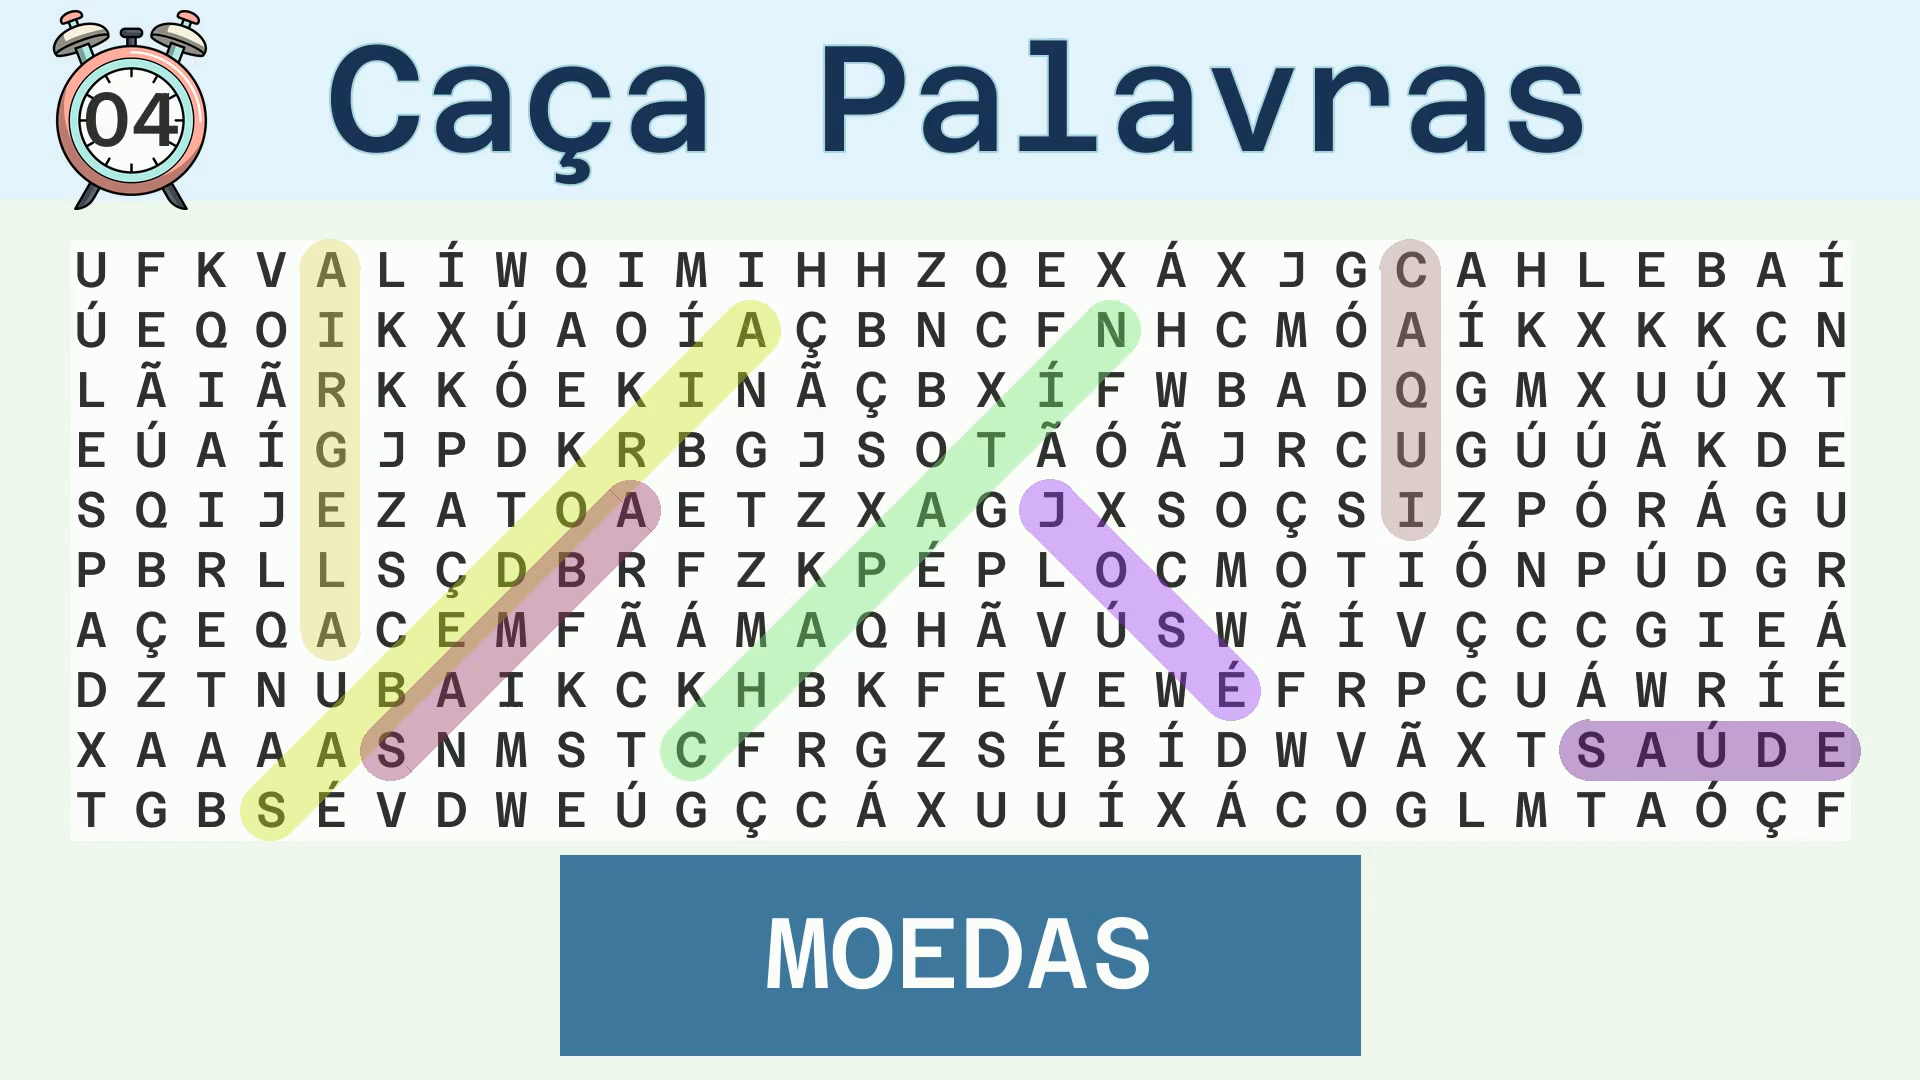 04
Caça Palavras
U F K V A L Í W Q I M I H H Z Q E X Á X J G C A H L E B A Í
Ú E Q O I K X Ú A O Í A Ç B N C F N H C M Ó A Í K X K K C N
L Ã I Ã R K K Ó E K I N Ã Ç B X Í F W B A D Q G M X U Ú X T
E Ú A Í G J P D K R B G J S O T Ã Ó Ã J R C U G Ú Ú Ã K D E
S Q I J E Z A T O A E T Z X A G J X S O Ç S I Z P Ó R Á G U
P B R L L S Ç D B R F Z K P É P L O C M O T I Ó N P Ú D G R
A Ç E Q A C E M F Ã Á M A Q H Ã V Ú S W Ã Í V Ç C C G I E Á
D Z T N U B A I K C K H B K F E V E W É F R P C U Á W R Í É
X A A A A S N M S T C F R G Z S É B Í D W V Ã X T S A Ú D E
T G B S É V D W E Ú G Ç C Á X U U Í X Á C O G L M T A Ó Ç F
MOEDAS